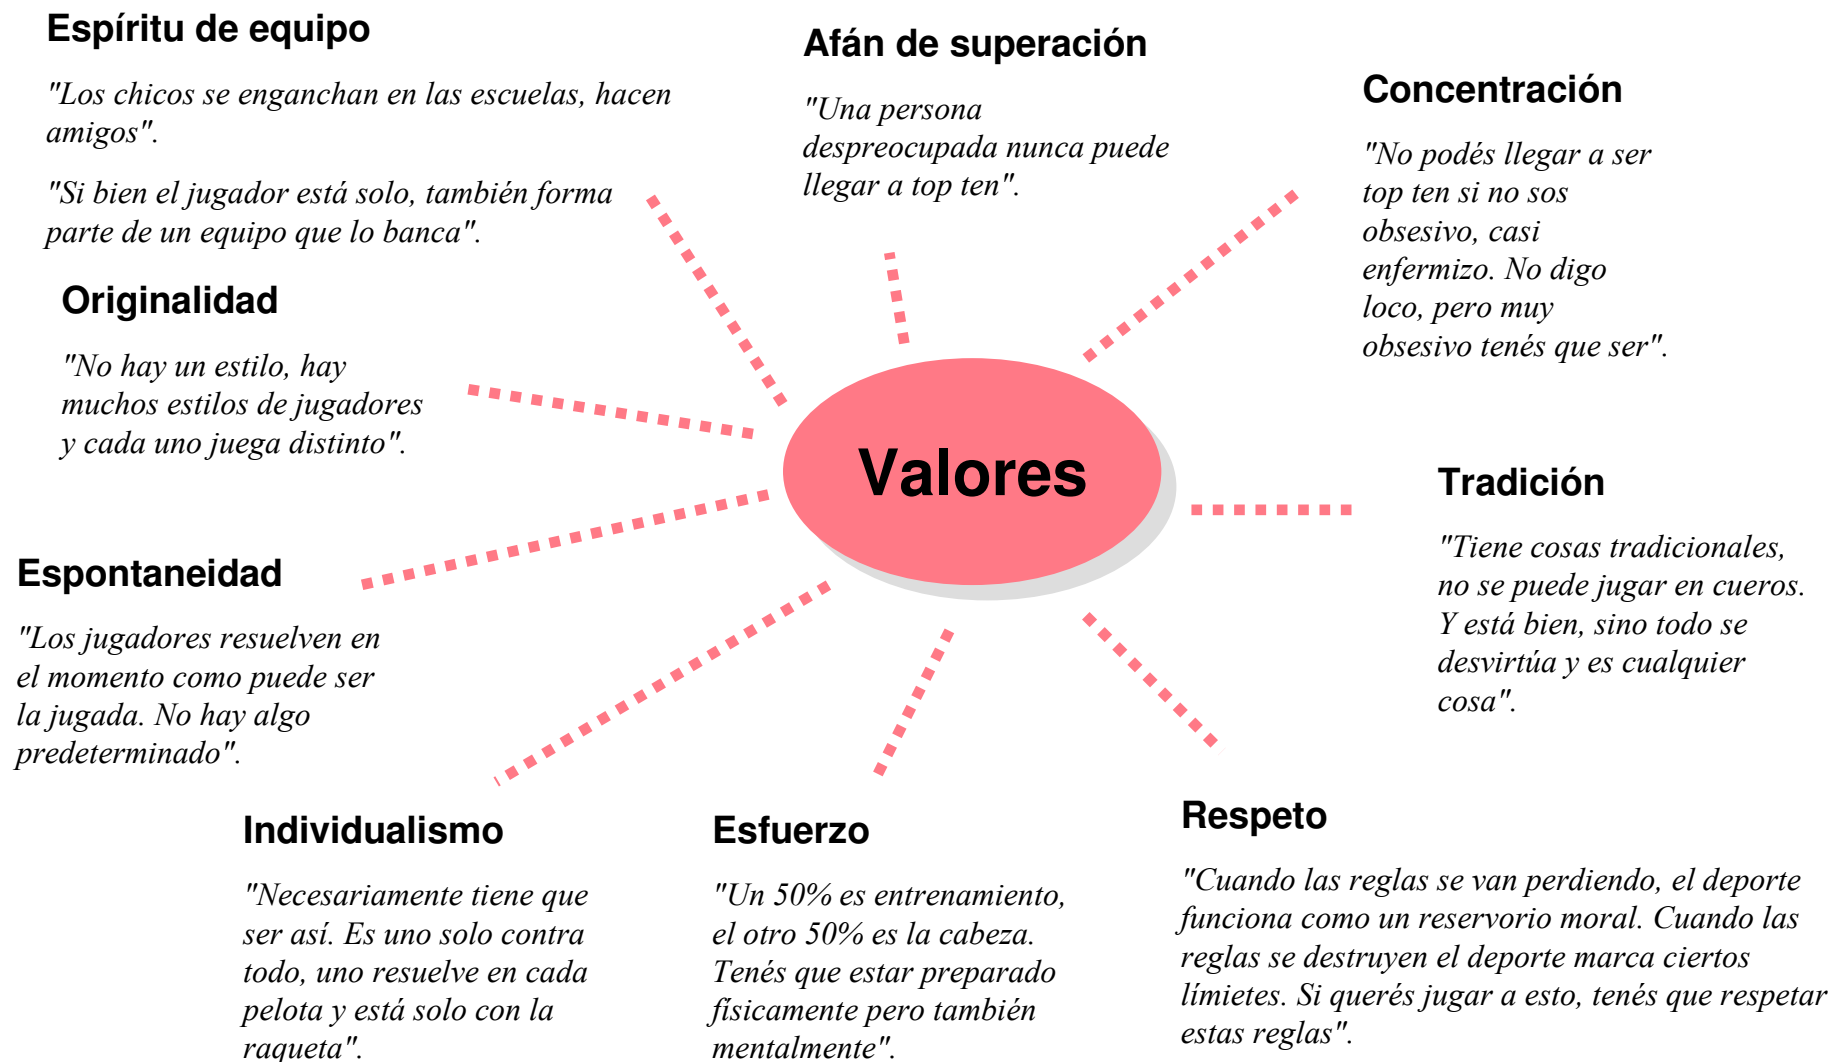 Espíritu de equipo
"Los chicos se enganchan en las escuelas, hacen
amigos".
"Si bien el jugador está solo, también forma
parte de un equipo que lo banca".
Afán de superación
"Una persona
despreocupada nunca puede
llegar a top ten".
Concentración
"No podés llegar a ser
top ten si no sos
obsesivo, casi
enfermizo. No digo
loco, pero muy
obsesivo tenés que ser".
Originalidad
"No hay un estilo, hay
muchos estilos de jugadores
y cada uno juega distinto".
Valores
Tradición
"Tiene cosas tradicionales,
no se puede jugar en cueros.
Y está bien, sino todo se
desvirtúa y es cualquier
cosa".
Espontaneidad
"Los jugadores resuelven en
el momento como puede ser
la jugada. No hay algo
predeterminado".
Individualismo
"Necesariamente tiene que
ser así. Es uno solo contra
todo, uno resuelve en cada
pelota y está solo con la
raqueta".
Esfuerzo
"Un 50% es entrenamiento,
el otro 50% es la cabeza.
Tenés que estar preparado
físicamente pero también
mentalmente".
Respeto
"Cuando las reglas se van perdiendo, el deporte
funciona como un reservorio moral. Cuando las
reglas se destruyen el deporte marca ciertos
límietes. Si querés jugar a esto, tenés que respetar
estas reglas".